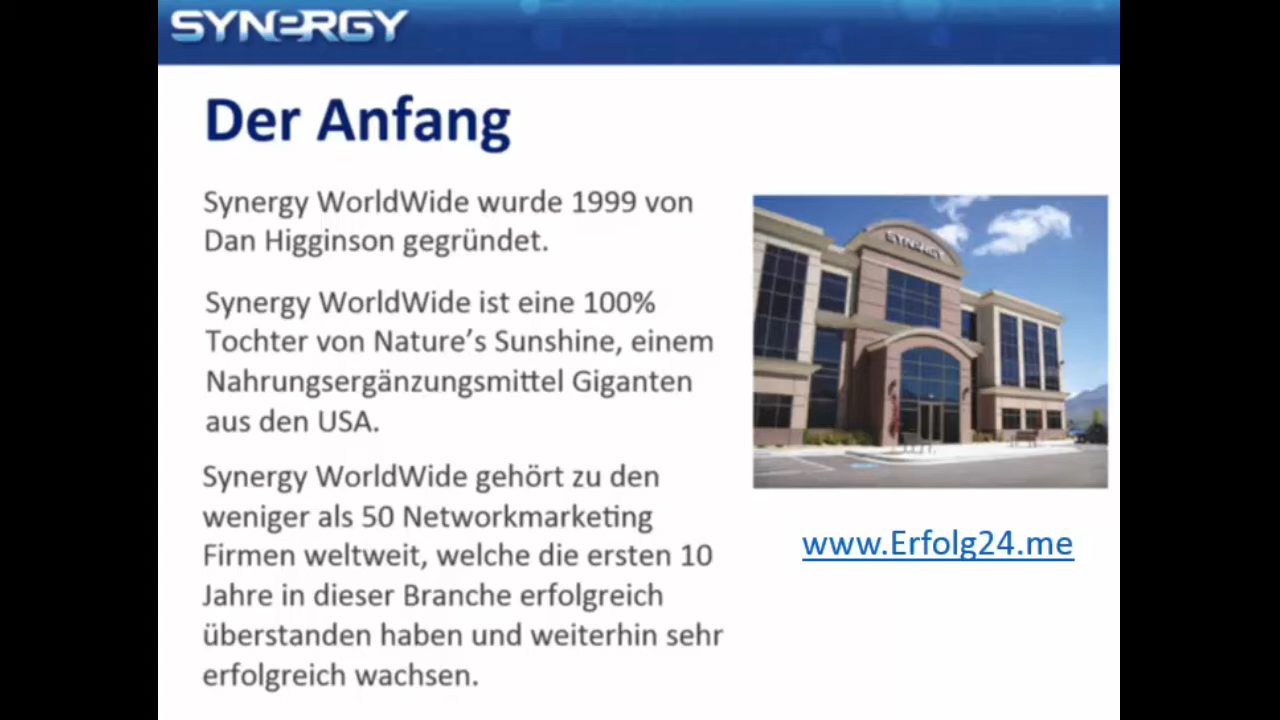 SYNERGY
Der Anfang
Synergy WorldWide wurde 1999 von
Dan Higginson gegründet.
Synergy WorldWide ist eine 100%
Tochter von Nature’s Sunshine, einem
Nahrungsergänzungsmittel Giganten
aus den USA.
Synergy WorldWide gehört zu den
weniger als 50 Networkmarketing
Firmen weltweit, welche die ersten 10
Jahre in dieser Branche erfolgreich
überstanden haben und weiterhin sehr
erfolgreich wachsen.
SYNERGY
www.Erfolg24.me